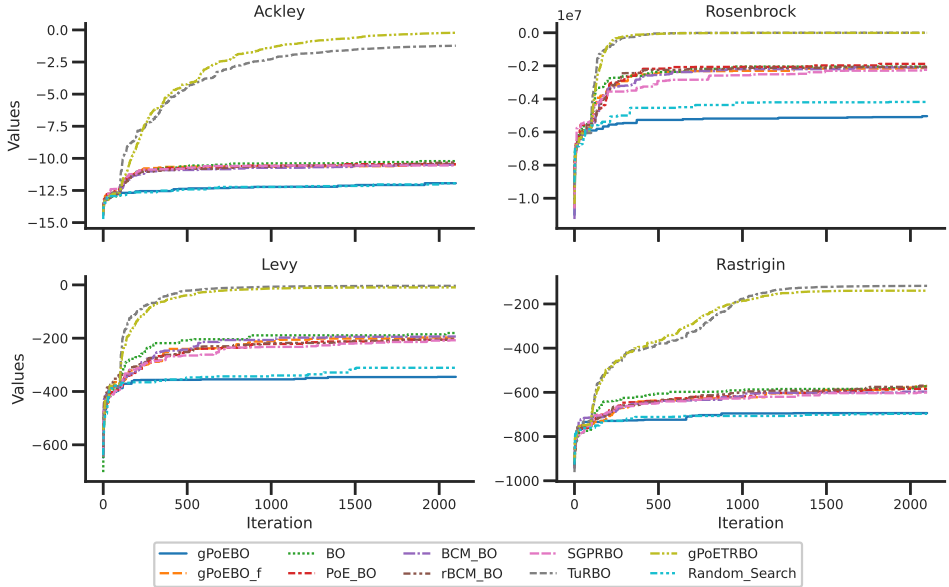 Ackley
Rosenbrock
1e7
Values
0.0
−2.5
−5.0
−7.5
−10.0
−12.5
−15.0
0.0
−0.2
−0.4
−0.6
−0.8
−1.0
Levy
Rastrigin
Values
0
−200
−400
−600
−200
−400
−600
−800
−1000
0 500 1000 1500 2000
0 500 1000 1500 2000
Iteration
Iteration
gPoEBO BO BCM_BO SGPRBO gPoETRBO
gPoEBO_f PoE_BO rBCM_BO TuRBO Random_Search